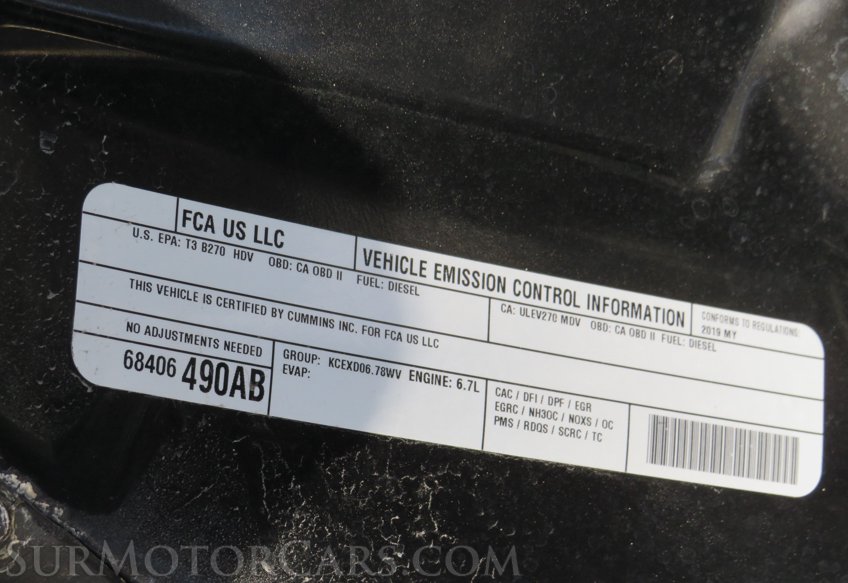 FCA US LLC
VEHICLE EMISSION CONTROL INFORMATION
CONFORMS TO REGULATIONS:
2019 MY
U.S. EPA: T3 B270 HDV OBD: CA OBD II FUEL: DIESEL
CA: ULEV270 MDV OBD: CA OBD II FUEL: DIESEL
THIS VEHICLE IS CERTIFIED BY CUMMINS INC. FOR FCA US LLC
NO ADJUSTMENTS NEEDED
68406 490AB
GROUP: KCEXD06.78WV ENGINE: 6.7L
EVAP:
CAC / DFI / DPF / EGR
EGRC / NH3OC / NOXS / OC
PMS / RDQS / SCRC / TC
SURMOTORCARS.COM